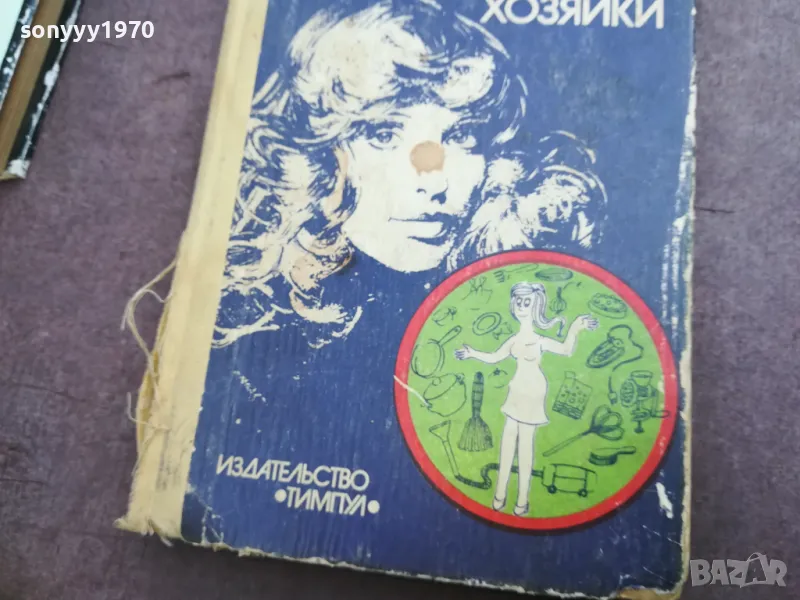 sonyyy1970
ХОЗЯЙКИ
ИЗДАТЕЛЬСТВО
•ТИМПУЛ•
BAZAR